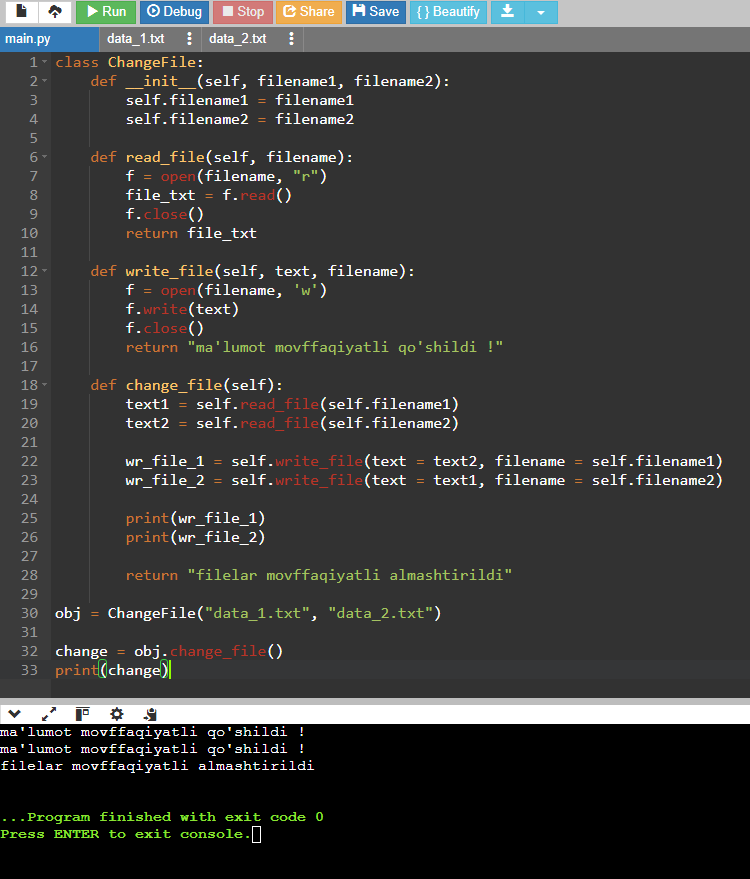 Run Debug Stop Share Save { } Beautify
main.py data_1.txt data_2.txt
1 class ChangeFile:
2     def __init__(self, filename1, filename2):
3         self.filename1 = filename1
4         self.filename2 = filename2
5
6     def read_file(self, filename):
7         f = open(filename, "r")
8         file_txt = f.read()
9         f.close()
10         return file_txt
11
12     def write_file(self, text, filename):
13         f = open(filename, 'w')
14         f.write(text)
15         f.close()
16         return "ma'lumot movffaqiyatli qo'shildi !"
17
18     def change_file(self):
19         text1 = self.read_file(self.filename1)
20         text2 = self.read_file(self.filename2)
21
22         wr_file_1 = self.write_file(text = text2, filename = self.filename1)
23         wr_file_2 = self.write_file(text = text1, filename = self.filename2)
24
25         print(wr_file_1)
26         print(wr_file_2)
27
28         return "filelar movffaqiyatli almashtirildi"
29
30 obj = ChangeFile("data_1.txt", "data_2.txt")
31
32 change = obj.change_file()
33 print(change)
ma'lumot movffaqiyatli qo'shildi !
ma'lumot movffaqiyatli qo'shildi !
filelar movffaqiyatli almashtirildi
...Program finished with exit code 0
Press ENTER to exit console.